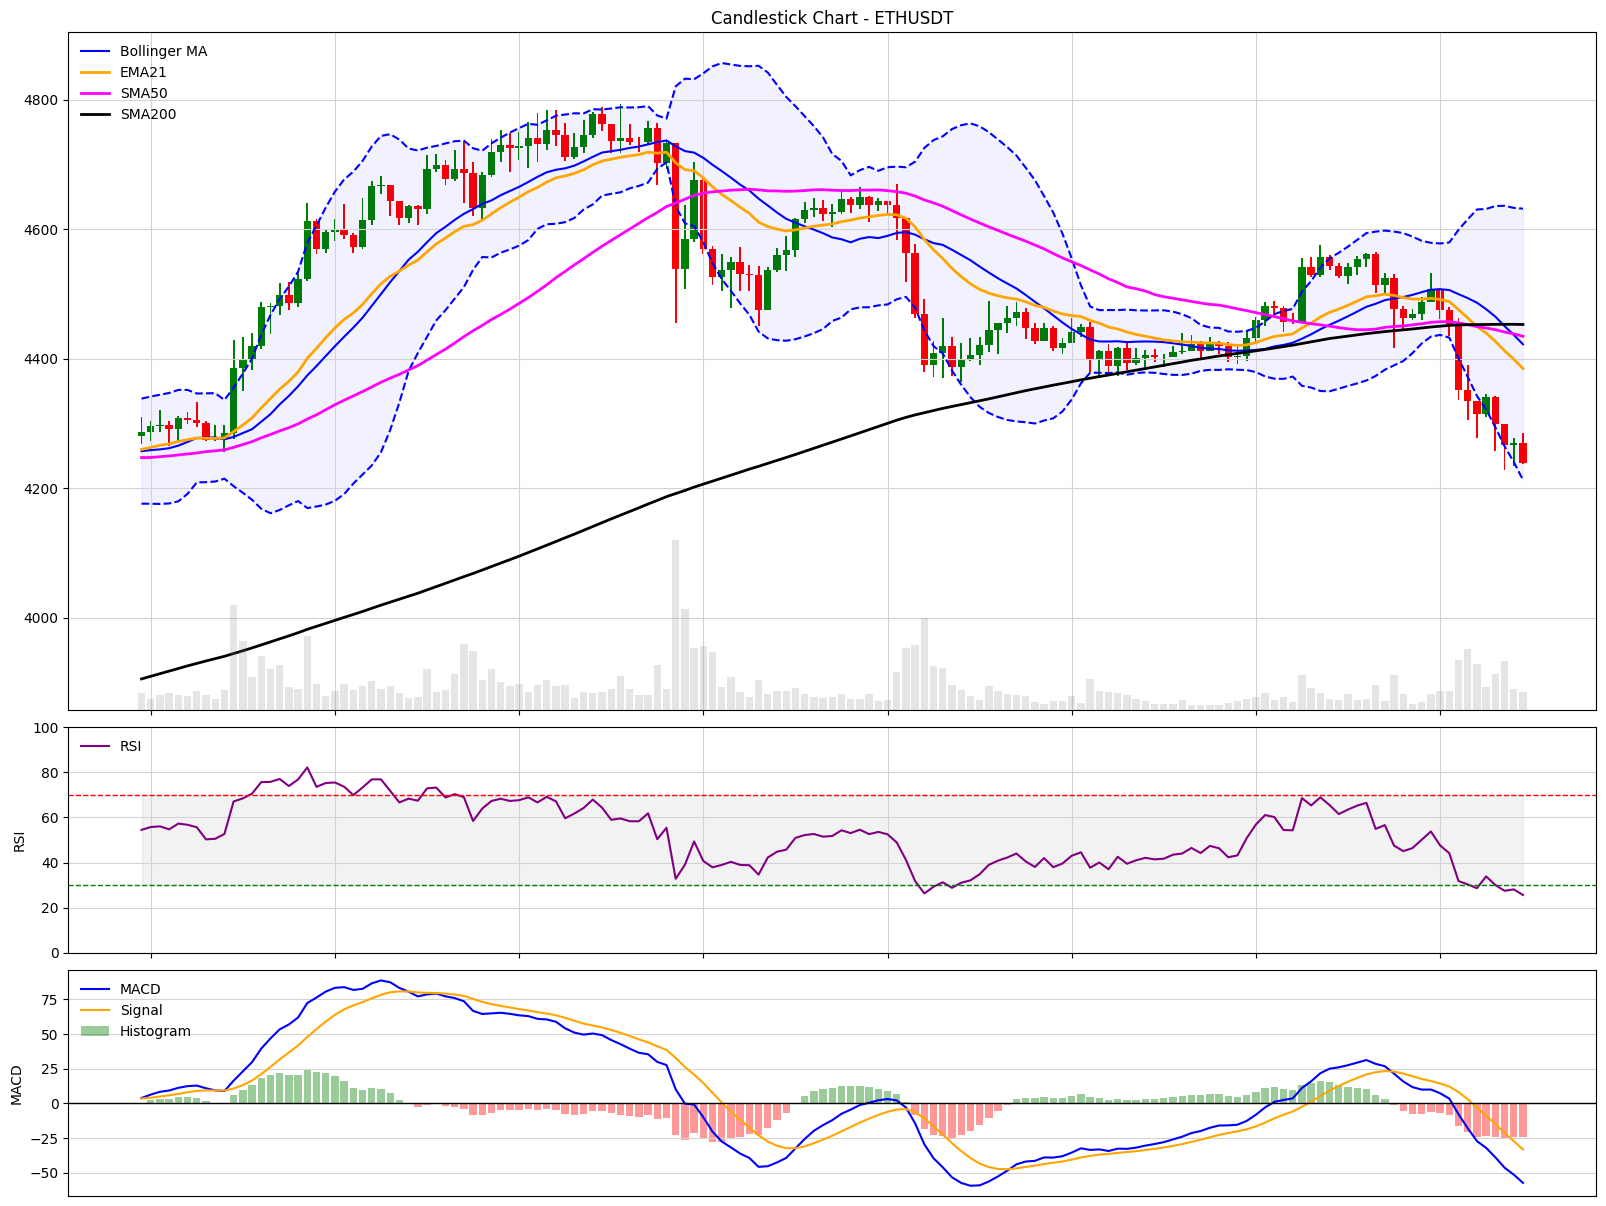 Candlestick Chart - ETHUSDT
Bollinger MA
EMA21
SMA50
SMA200
4800
4600
4400
4200
4000
RSI
100
80
60
40
20
0
RSI
MACD
Signal
Histogram
75
50
25
0
−25
−50
MACD